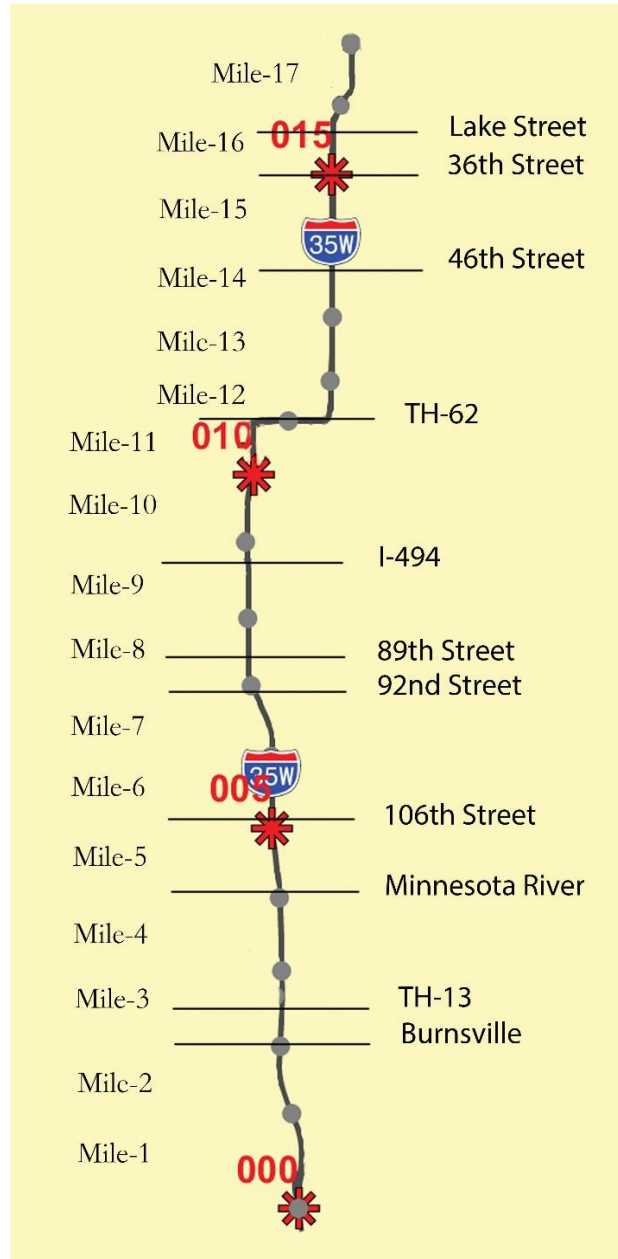 Mile-17
Lake Street
015
Mile-16
36th Street
Mile-15
35W
46th Street
Mile-14
Milc-13
Mile-12
TH-62
010
Mile-11
Mile-10
I-494
Mile-9
Mile-8
89th Street
92nd Street
Mile-7
35W
005
Mile-6
106th Street
Mile-5
Minnesota River
Mile-4
Mile-3
TH-13
Burnsville
Milc-2
Mile-1
000